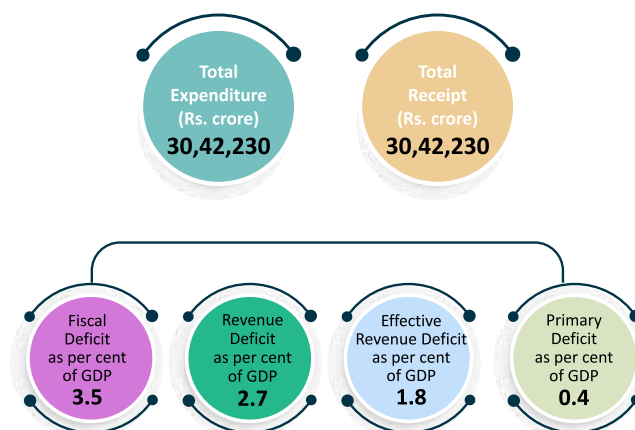 Total
Expenditure
(Rs. crore)
30,42,230
Total
Receipt
(Rs. crore)
30,42,230
Fiscal
Deficit
as per cent
of GDP
3.5
Revenue
Deficit
as per cent
of GDP
2.7
Effective
Revenue Deficit
as per cent
of GDP
1.8
Primary
Deficit
as per cent
of GDP
0.4